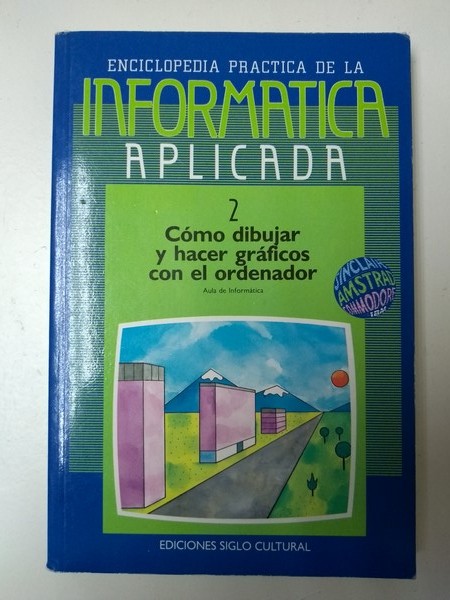 ENCICLOPEDIA PRACTICA DE LA
INFORMATICA
APLICADA
2
Cómo dibujar
y hacer gráficos
con el ordenador
Aula de Informática
SINCLAIR
AMSTRAD
COMMODORE
IBM
EDICIONES SIGLO CULTURAL